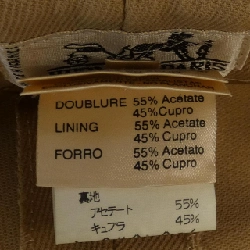 DOUBLURE 55% Acetate
45% Cupro
LINING 55% Acetate
45% Cupro
FORRO 55% Acetato
45% Cupro
裏地
アセテート 55%
キュプラ 45%